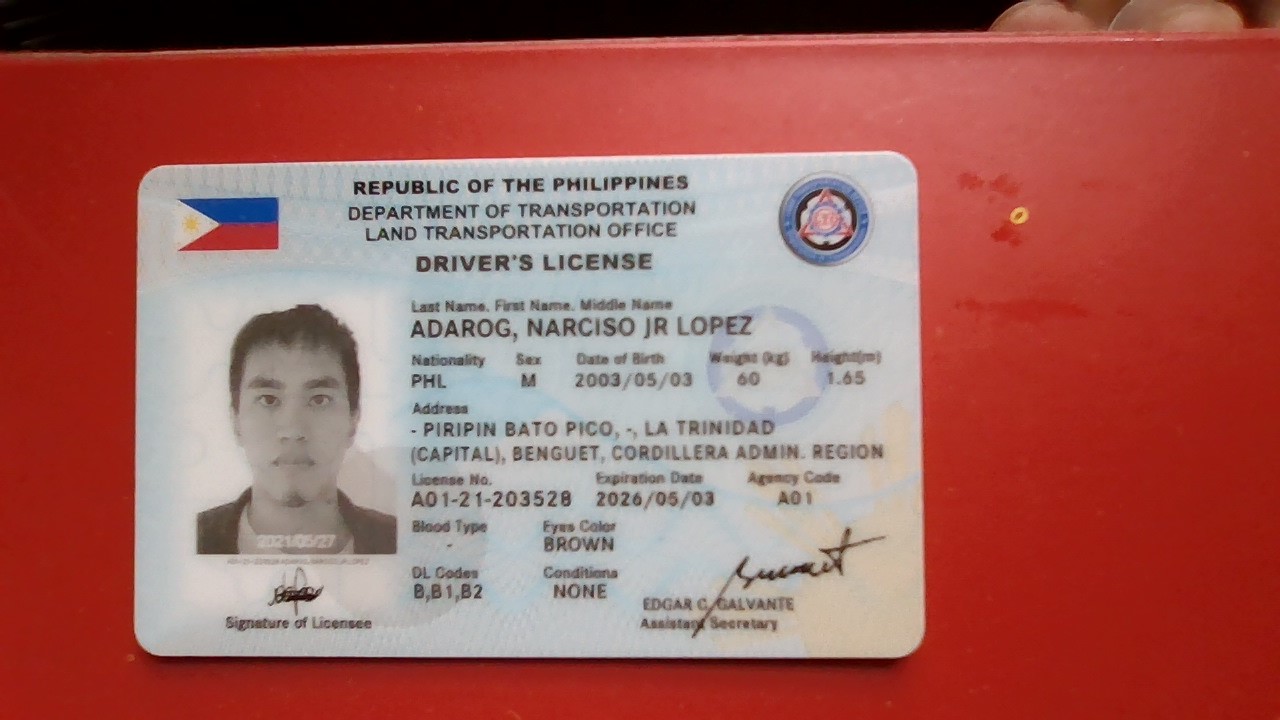 REPUBLIC OF THE PHILIPPINES
DEPARTMENT OF TRANSPORTATION
LAND TRANSPORTATION OFFICE
DRIVER'S LICENSE
Last Name, First Name, Middle Name
ADAROG, NARCISO JR LOPEZ
Nationality Sex Date of Birth Weight (kg) Height(m)
PHL M 2003/05/03 60 1.65
Address
- PIRIPIN BATO PICO, -, LA TRINIDAD
(CAPITAL), BENGUET, CORDILLERA ADMIN. REGION
License No. Expiration Date Agency Code
A01-21-203528 2026/05/03 A01
Blood Type Eyes Color
- BROWN
DL Codes Conditions
B,B1,B2 NONE
2021/05/27
Signature of Licensee
EDGAR C. GALVANTE
Assistant Secretary